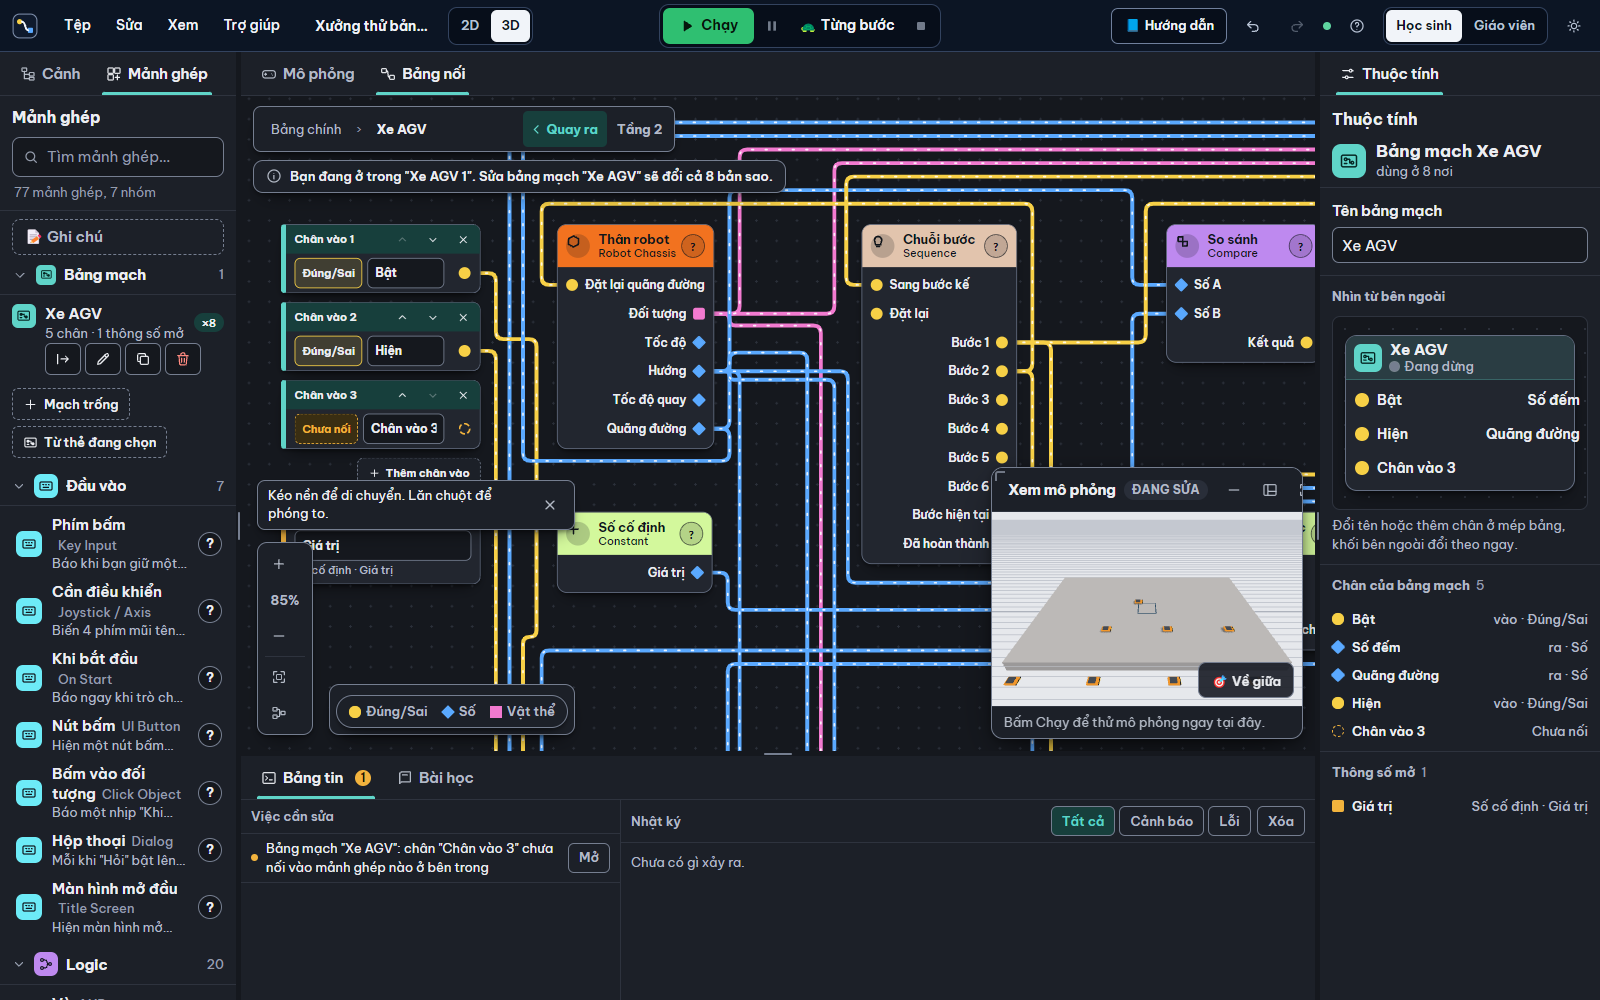 Tệp Sửa Xem Trợ giúp Xưởng thử bản... 2D 3D Chạy Từng bước Hướng dẫn Học sinh Giáo viên
Cảnh Mảnh ghép
Mảnh ghép
Tìm mảnh ghép...
77 mảnh ghép, 7 nhóm
Ghi chú
Bảng mạch 1
Xe AGV
5 chân · 1 thông số mở
x8
+ Mạch trống
Từ thẻ đang chọn
Đầu vào 7
Phím bấm
Key Input
Báo khi bạn giữ một...
Cần điều khiển
Joystick / Axis
Biến 4 phím mũi tên...
Khi bắt đầu
On Start
Báo ngay khi trò ch...
Nút bấm UI Button
Hiện một nút bấm...
Bấm vào đối
tượng Click Object
Báo một nhịp "Khi...
Hộp thoại Dialog
Mỗi khi "Hỏi" bật lên...
Màn hình mở đầu
Title Screen
Hiện màn hình mở...
Logic 20
Mô phỏng Bảng nối
Bảng chính › Xe AGV Quay ra Tầng 2
Bạn đang ở trong "Xe AGV 1". Sửa bảng mạch "Xe AGV" sẽ đổi cả 8 bản sao.
Chân vào 1
Đúng/Sai Bật
Chân vào 2
Đúng/Sai Hiện
Chân vào 3
Chưa nối Chân vào 3
+ Thêm chân vào
Kéo nền để di chuyển. Lăn chuột để
phóng to.
Giá trị
cố định · Giá trị
85%
Đúng/Sai Số Vật thể
Thân robot
Robot Chassis
?
Đặt lại quãng đường
Đối tượng
Tốc độ
Hướng
Tốc độ quay
Quãng đường
Số cố định
Constant
?
Giá trị
Chuỗi bước
Sequence
?
Sang bước kế
Đặt lại
Bước 1
Bước 2
Bước 3
Bước 4
Bước 5
Bước 6
Bước hiện tại
Đã hoàn thành
So sánh
Compare
?
Số A
Số B
Kết quả
Xem mô phỏng ĐANG SỬA
Về giữa
Bấm Chạy để thử mô phỏng ngay tại đây.
Bảng tin 1 Bài học
Việc cần sửa
Bảng mạch "Xe AGV": chân "Chân vào 3" chưa
nối vào mảnh ghép nào ở bên trong
Mở
Nhật ký Tất cả Cảnh báo Lỗi Xóa
Chưa có gì xảy ra.
Thuộc tính
Thuộc tính
Bảng mạch Xe AGV
dùng ở 8 nơi
Tên bảng mạch
Xe AGV
Nhìn từ bên ngoài
Xe AGV
Đang dừng
Bật Số đếm
Hiện Quãng đường
Chân vào 3
Đổi tên hoặc thêm chân ở mép bảng,
khối bên ngoài đổi theo ngay.
Chân của bảng mạch 5
Bật vào · Đúng/Sai
Số đếm ra · Số
Quãng đường ra · Số
Hiện vào · Đúng/Sai
Chân vào 3 Chưa nối
Thông số mở 1
Giá trị Số cố định · Giá trị